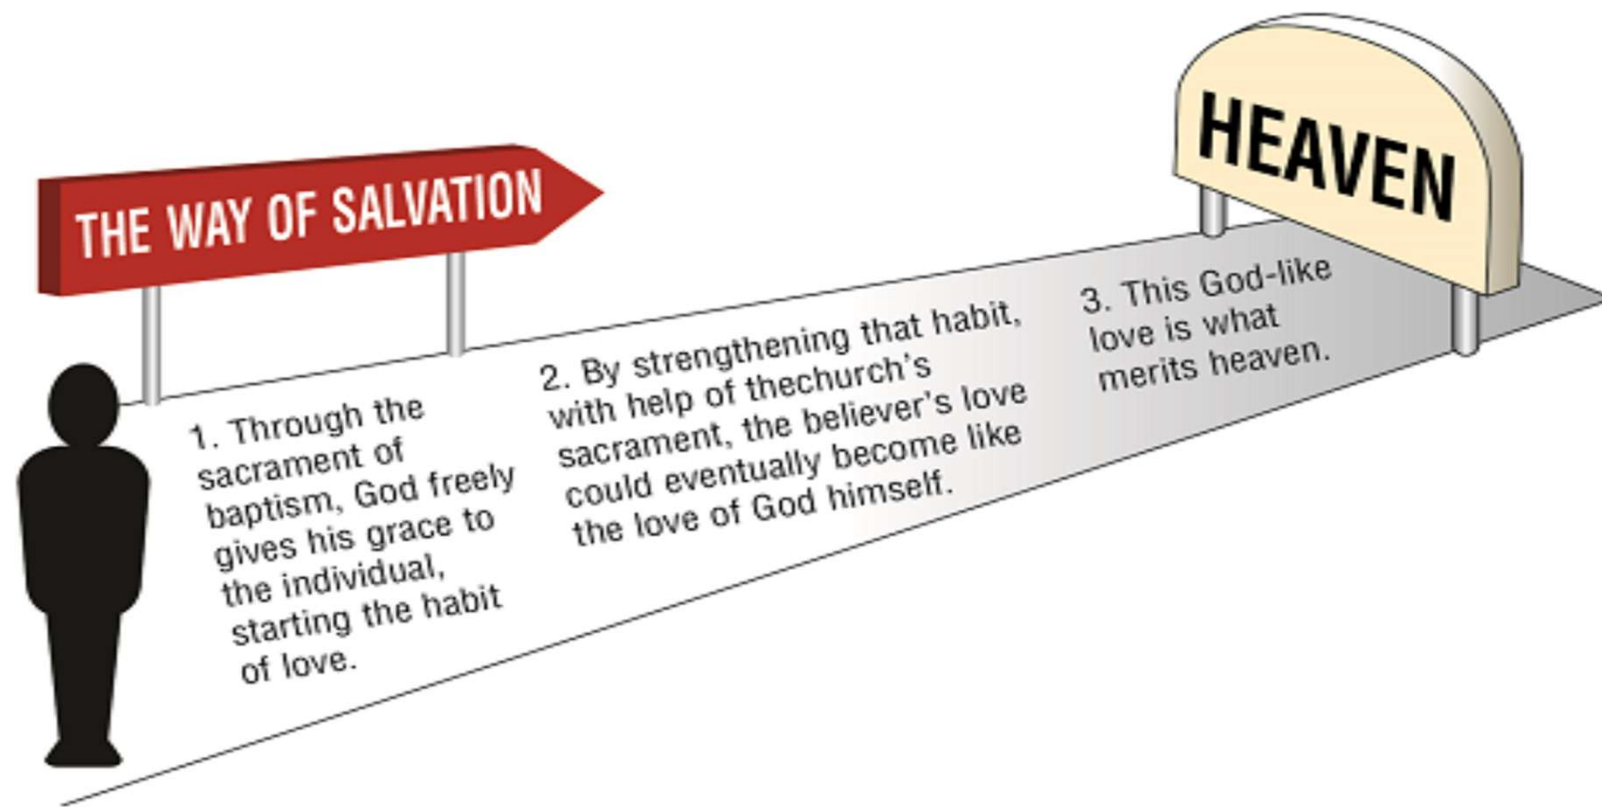 THE WAY OF SALVATION
HEAVEN
1. Through the
sacrament of
baptism, God freely
gives his grace to
the individual,
starting the habit
of love.
2. By strengthening that habit,
with help of thechurch's
sacrament, the believer's love
could eventually become like
the love of God himself.
3. This God-like
love is what
merits heaven.